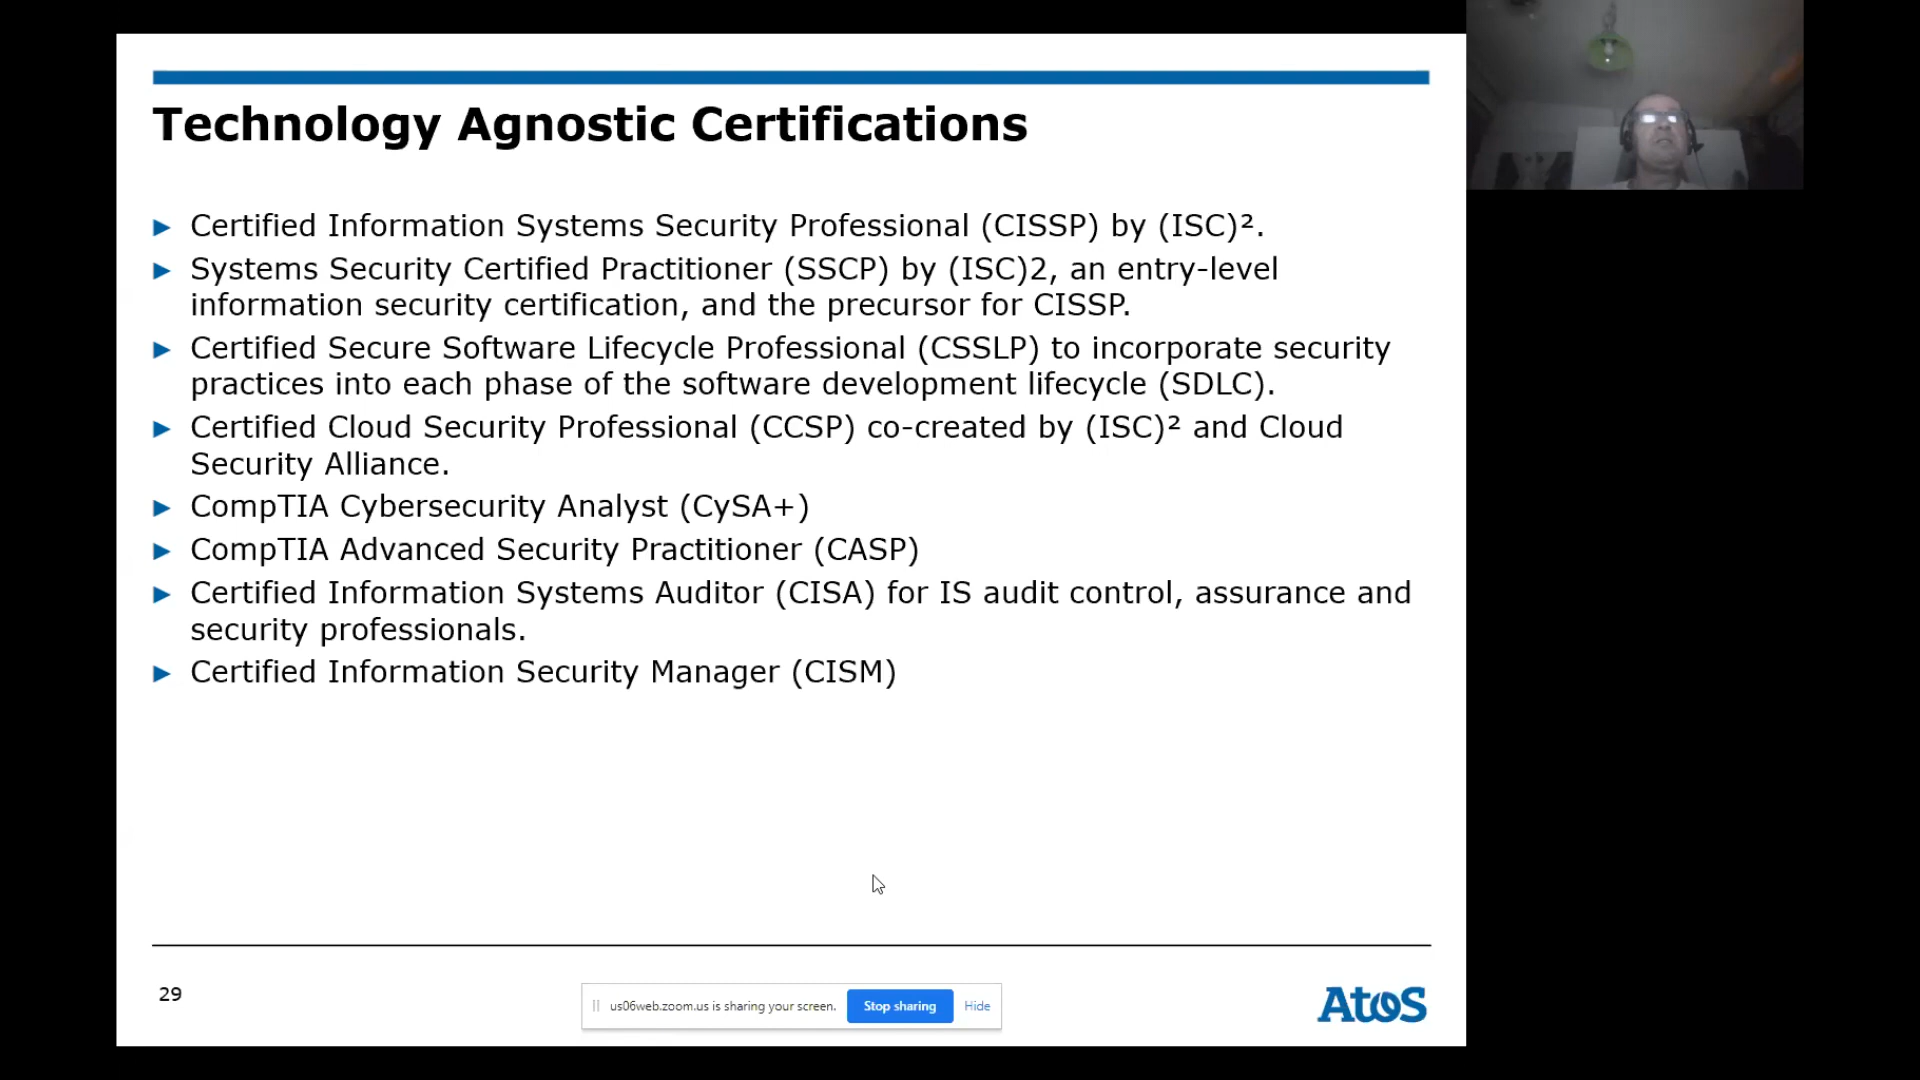 Technology Agnostic Certifications
► Certified Information Systems Security Professional (CISSP) by (ISC)².
► Systems Security Certified Practitioner (SSCP) by (ISC)2, an entry-level
information security certification, and the precursor for CISSP.
► Certified Secure Software Lifecycle Professional (CSSLP) to incorporate security
practices into each phase of the software development lifecycle (SDLC).
► Certified Cloud Security Professional (CCSP) co-created by (ISC)² and Cloud
Security Alliance.
► CompTIA Cybersecurity Analyst (CySA+)
► CompTIA Advanced Security Practitioner (CASP)
► Certified Information Systems Auditor (CISA) for IS audit control, assurance and
security professionals.
► Certified Information Security Manager (CISM)
29
us06web.zoom.us is sharing your screen. Stop sharing Hide
Atos